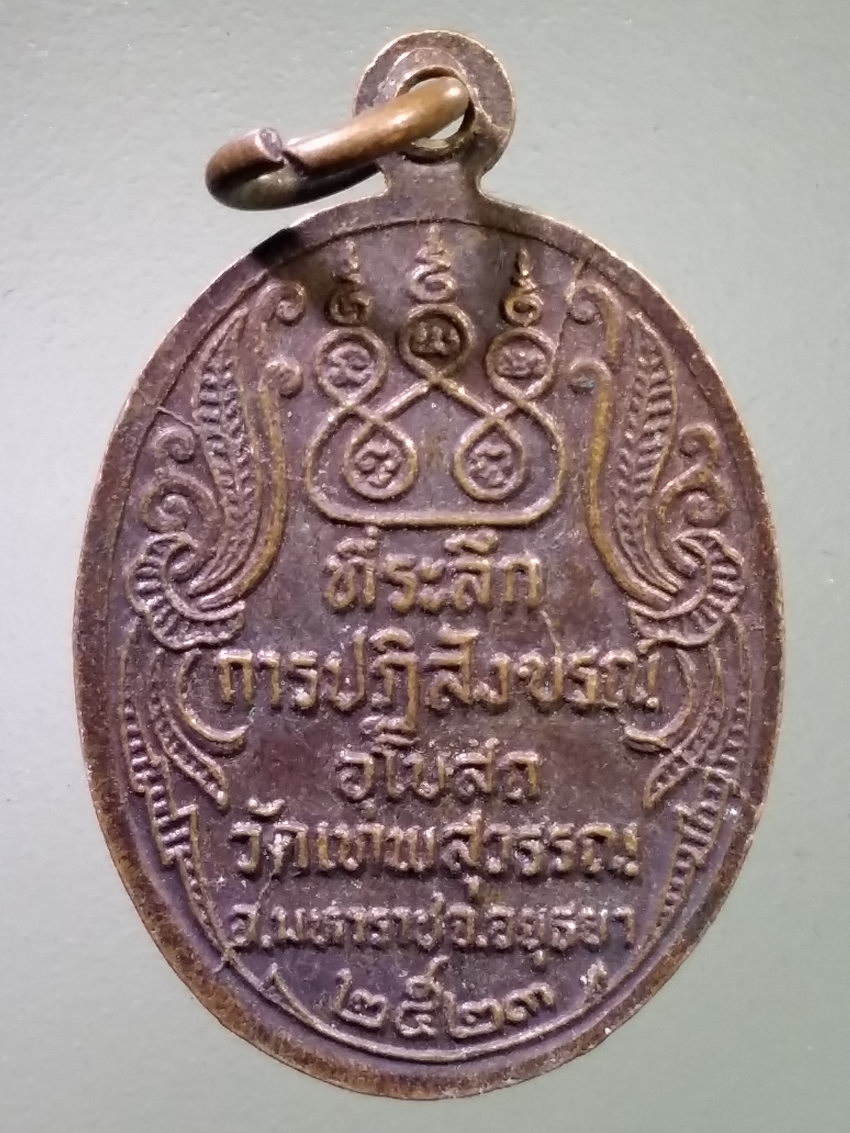 ที่ระลึก
การปฏิสังขรณ์
อุโบสถ
วัดเทพสุวรรณ
อ.มหาราช จ.อยุธยา
๒๕๒๓